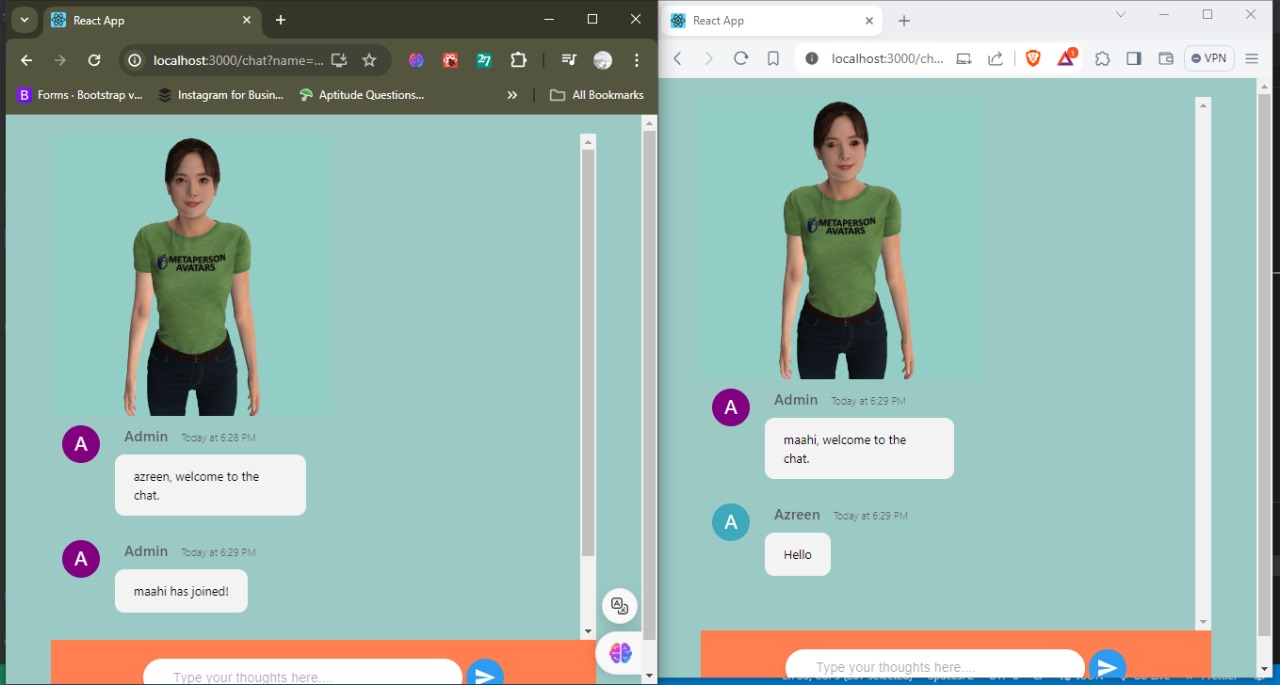 React App
localhost:3000/chat?name=...
Forms · Bootstrap v...
Instagram for Busin...
Aptitude Questions...
»
All Bookmarks
METAPERSON
AVATARS
A
Admin Today at 6:28 PM
azreen, welcome to the
chat.
A
Admin Today at 6:29 PM
maahi has joined!
Type your thoughts here....
React App
localhost:3000/ch...
1
VPN
METAPERSON
AVATARS
A
Admin Today at 6:29 PM
maahi, welcome to the
chat.
A
Azreen Today at 6:29 PM
Hello
Type your thoughts here....